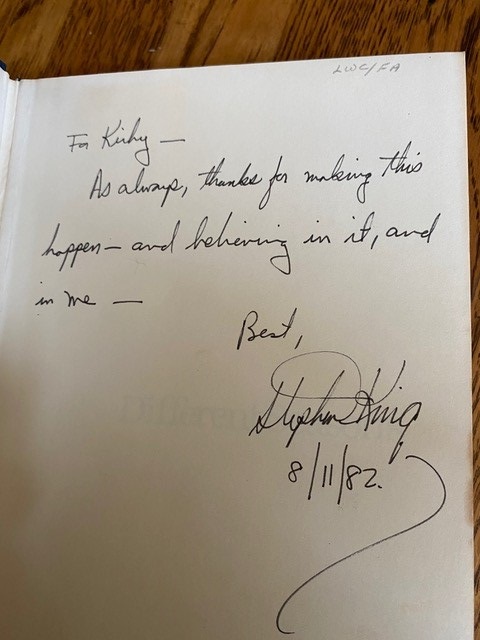 LWC/FA
For Kirby —
As always, thanks for making this
happen — and believing in it, and
in me —
Best,
Stephen King
8/11/82.